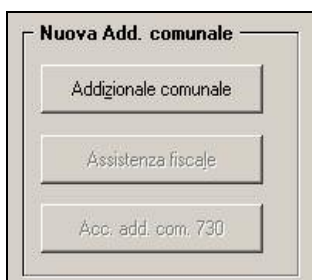 Nuova Add. comunale
Addizionale comunale
Assistenza fiscale
Acc. add. com. 730